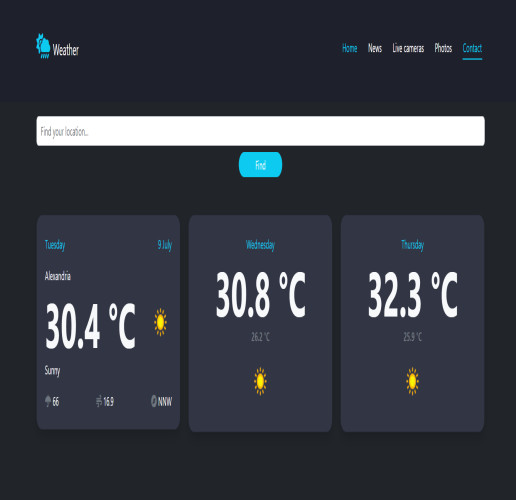 Weather
Home News Live cameras Photos Contact
Find your location..
Find
Tuesday 9 July
Alexandria
30.4 °C
Sunny
66 16.9 NNW
Wednesday
30.8 °C
26.2 °C
Thursday
32.3 °C
25.9 °C